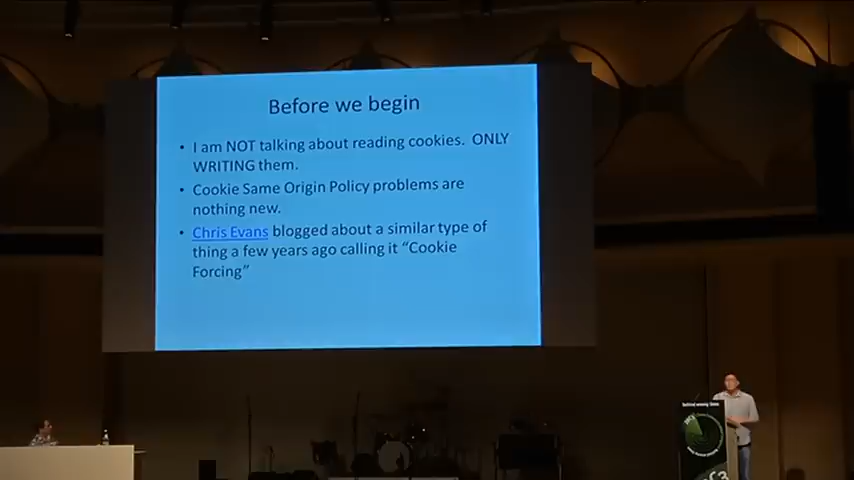 Before we begin
• I am NOT talking about reading cookies. ONLY
WRITING them.
• Cookie Same Origin Policy problems are
nothing new.
• Chris Evans blogged about a similar type of
thing a few years ago calling it “Cookie
Forcing”